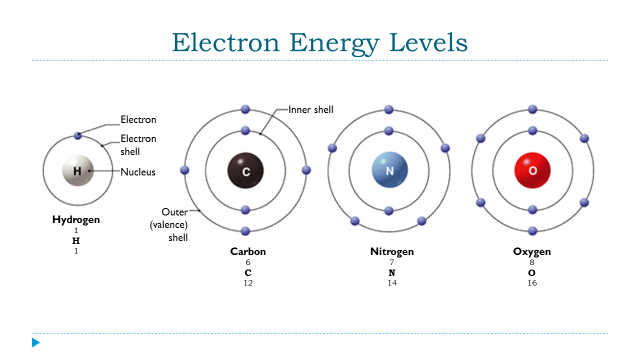 Electron Energy Levels
Electron
Electron
shell
Nucleus
H
Hydrogen
1
H
1
Inner shell
C
Outer
(valence)
shell
Carbon
6
C
12
N
Nitrogen
7
N
14
O
Oxygen
8
O
16